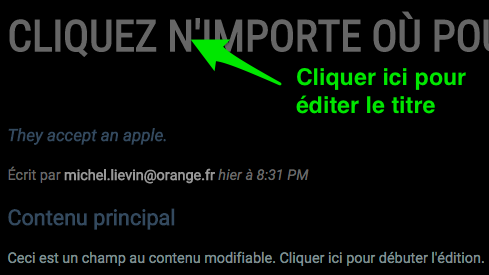 CLIQUEZ N'IMPORTE OÙ POU
Cliquer ici pour
éditer le titre
They accept an apple.
Écrit par michel.lievin@orange.fr hier à 8:31 PM
Contenu principal
Ceci est un champ au contenu modifiable. Cliquer ici pour débuter l'édition.